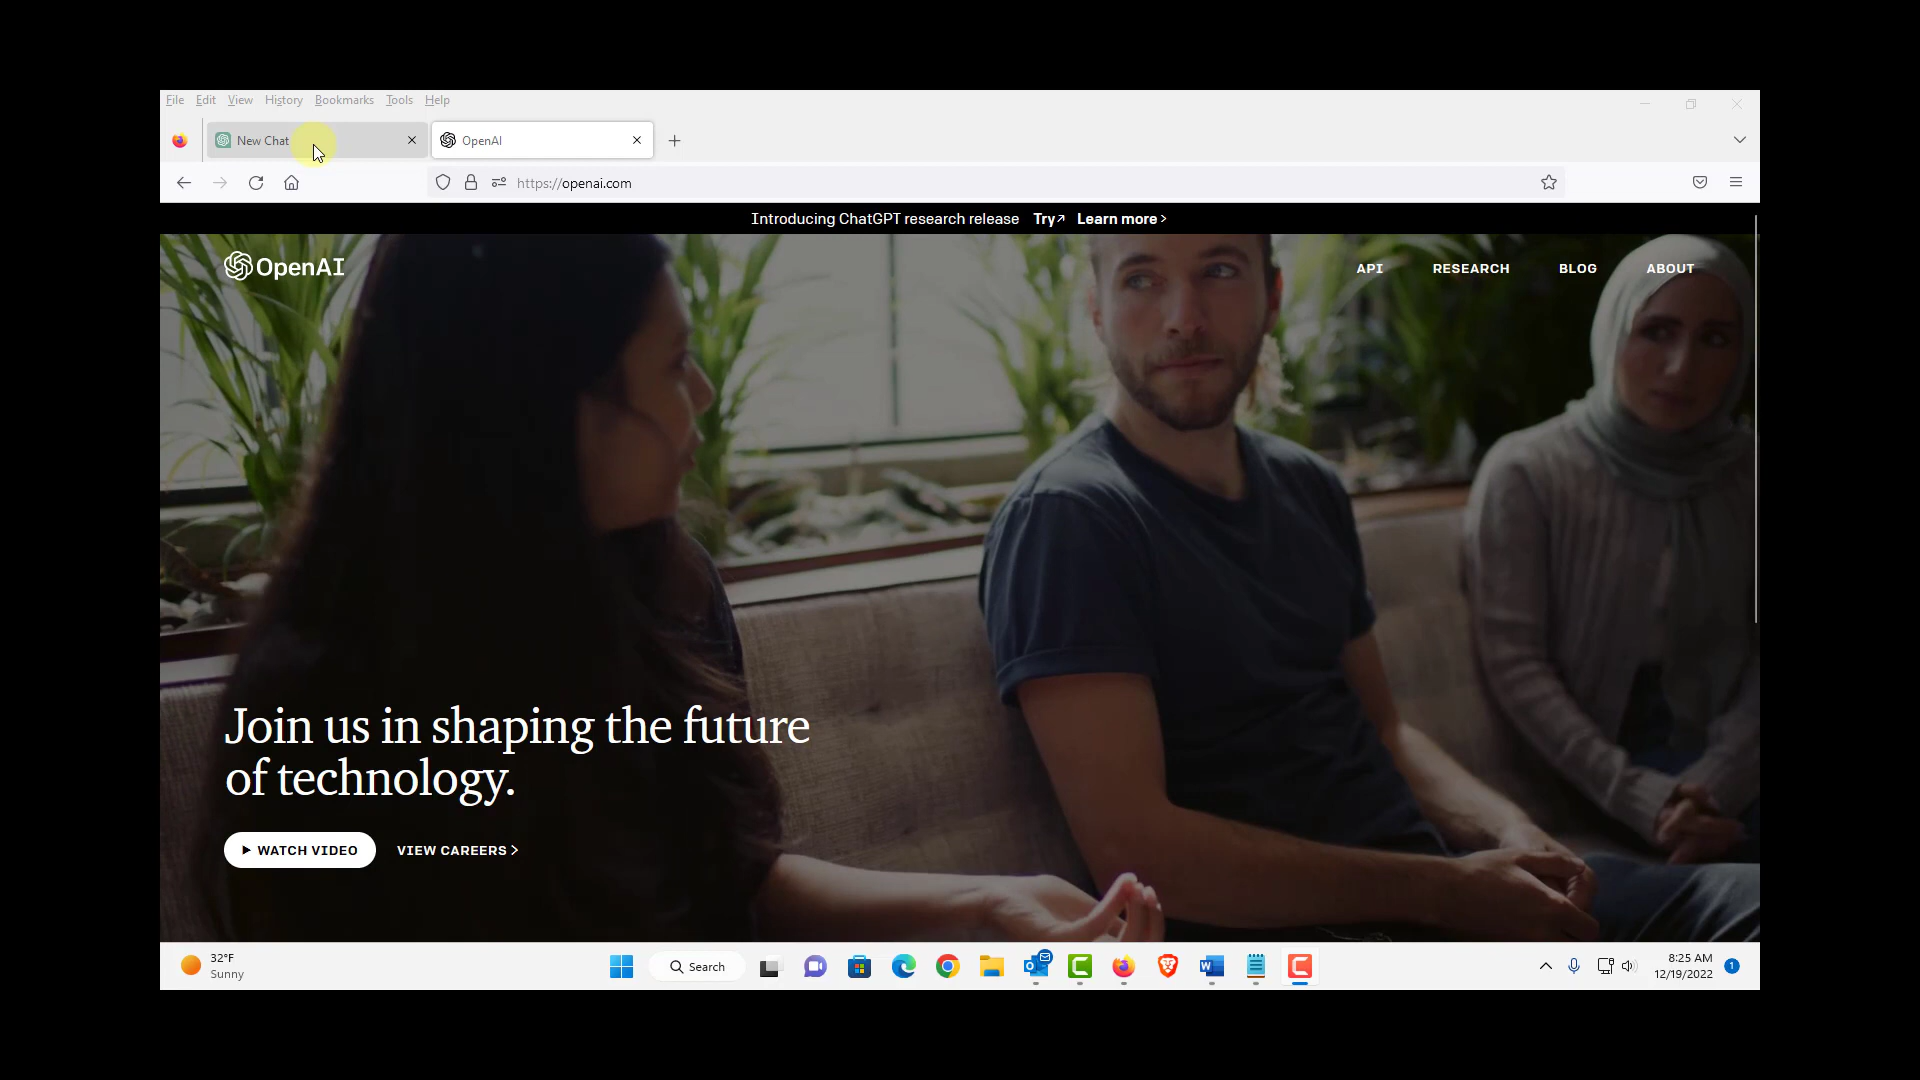 File Edit View History Bookmarks Tools Help
New Chat OpenAI
https://openai.com
Introducing ChatGPT research release Try↗ Learn more >
OpenAI API RESEARCH BLOG ABOUT
Join us in shaping the future
of technology.
WATCH VIDEO VIEW CAREERS >
32°F
Sunny
Search
8:25 AM
12/19/2022
1